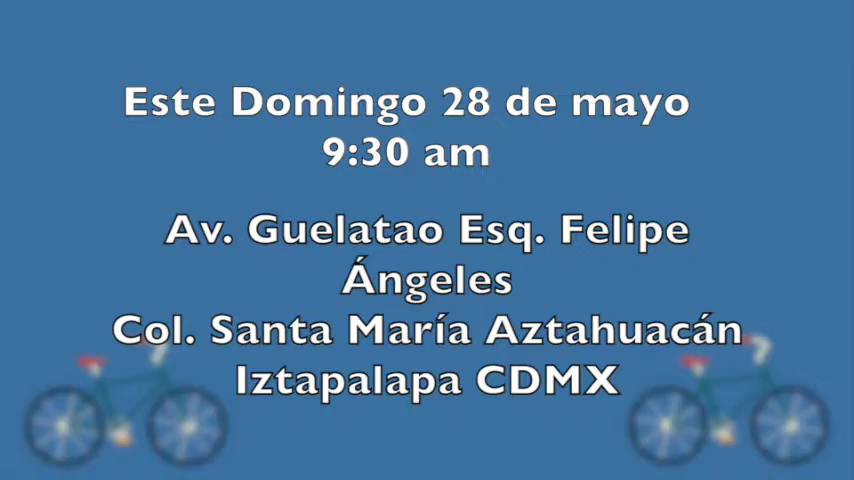 Este Domingo 28 de mayo
9:30 am
Av. Guelatao Esq. Felipe
Ángeles
Col. Santa María Aztahuacán
Iztapalapa CDMX